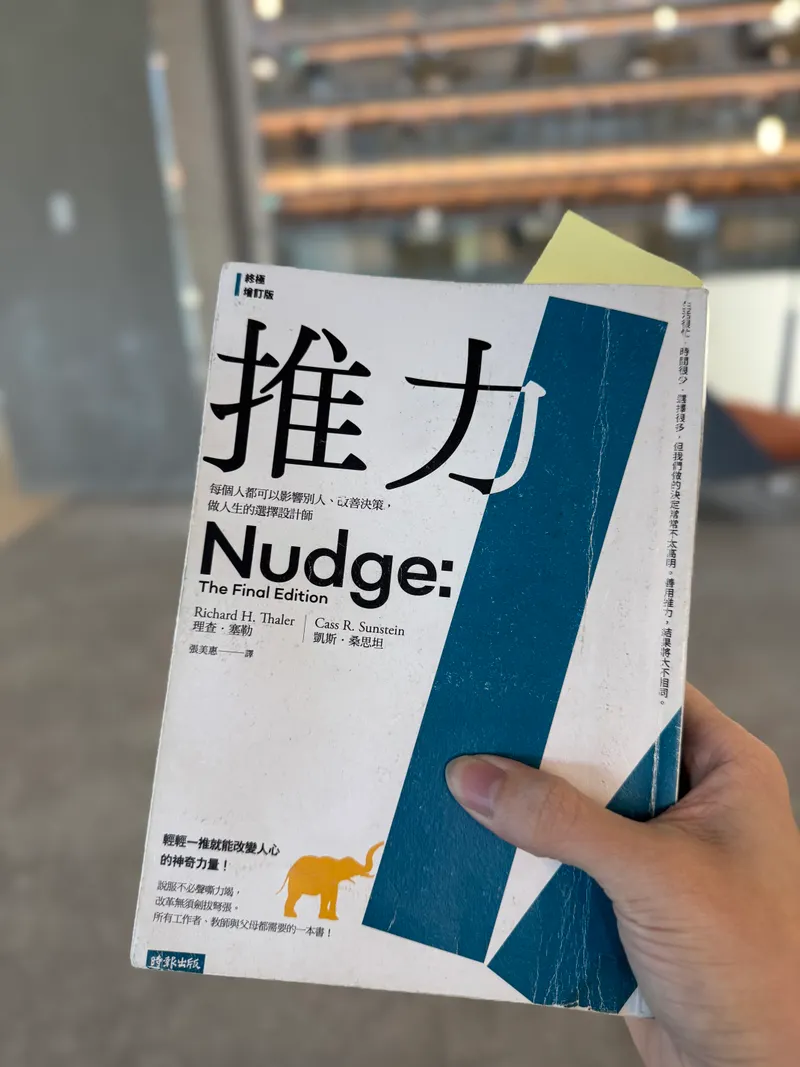 終極
增訂版
推力
每個人都可以影響別人、改善決策，
做人生的選擇設計師
Nudge:
The Final Edition
Richard H. Thaler
理查．塞勒
Cass R. Sunstein
凱斯．桑思坦
張美惠——譯
輕輕一推就能改變人心
的神奇力量！
說服不必聲嘶力竭，
改革無須劍拔弩張。
所有工作者、教師與父母都需要的一本書！
時報出版
時間很少，選擇很多，但我們做的決定常常不太高明。善用推力，結果將大不相同。